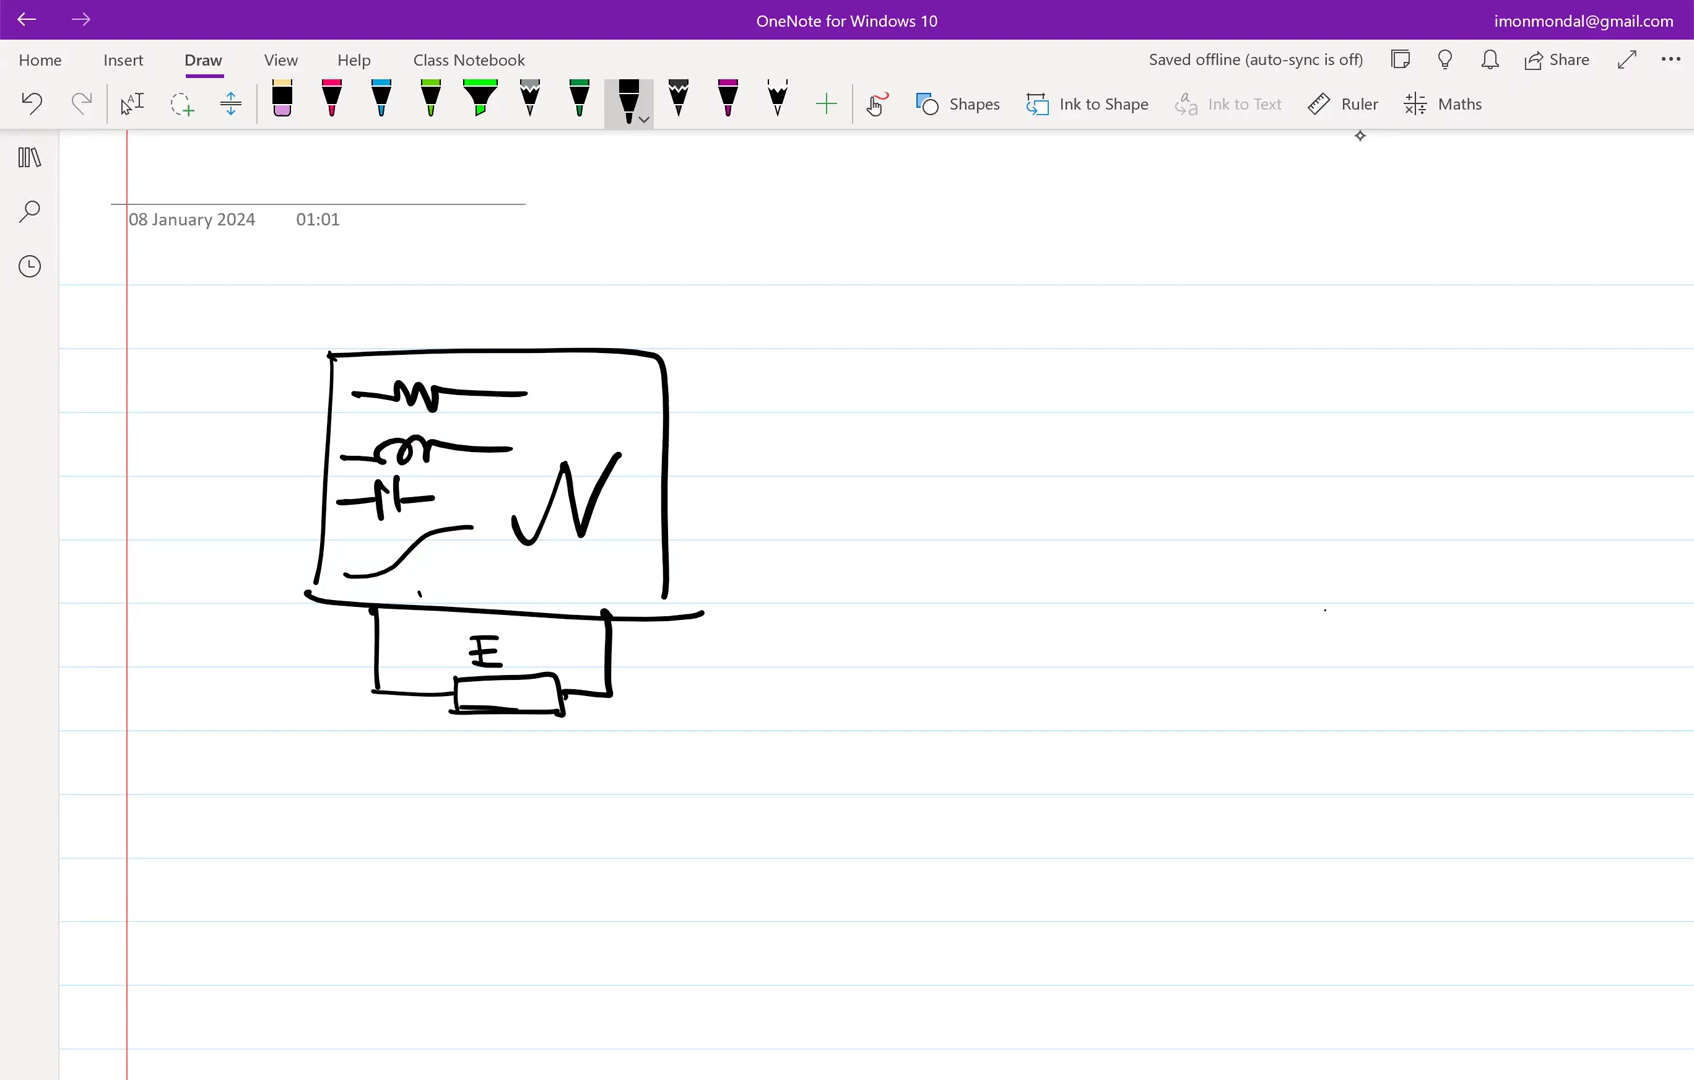 OneNote for Windows 10
imonmondal@gmail.com
Home Insert Draw View Help Class Notebook
Saved offline (auto-sync is off) Share
Shapes Ink to Shape Ink to Text Ruler Maths
08 January 2024 01:01
N
E